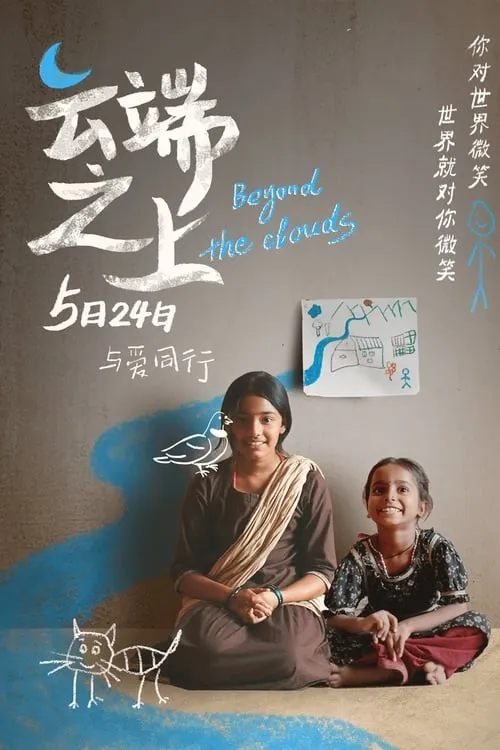 云端
之上
Beyond
the clouds
5月24日
与爱同行
你对世界微笑
世界就对你微笑